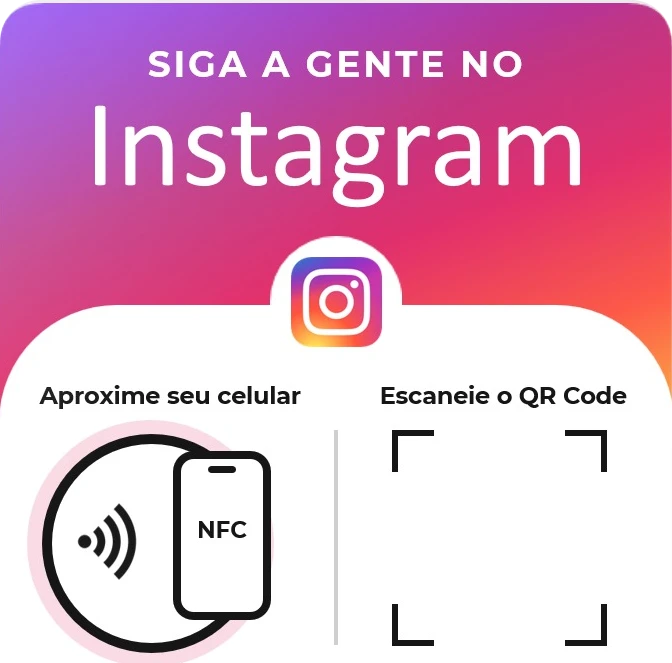 SIGA A GENTE NO
Instagram
Aproxime seu celular
Escaneie o QR Code
NFC